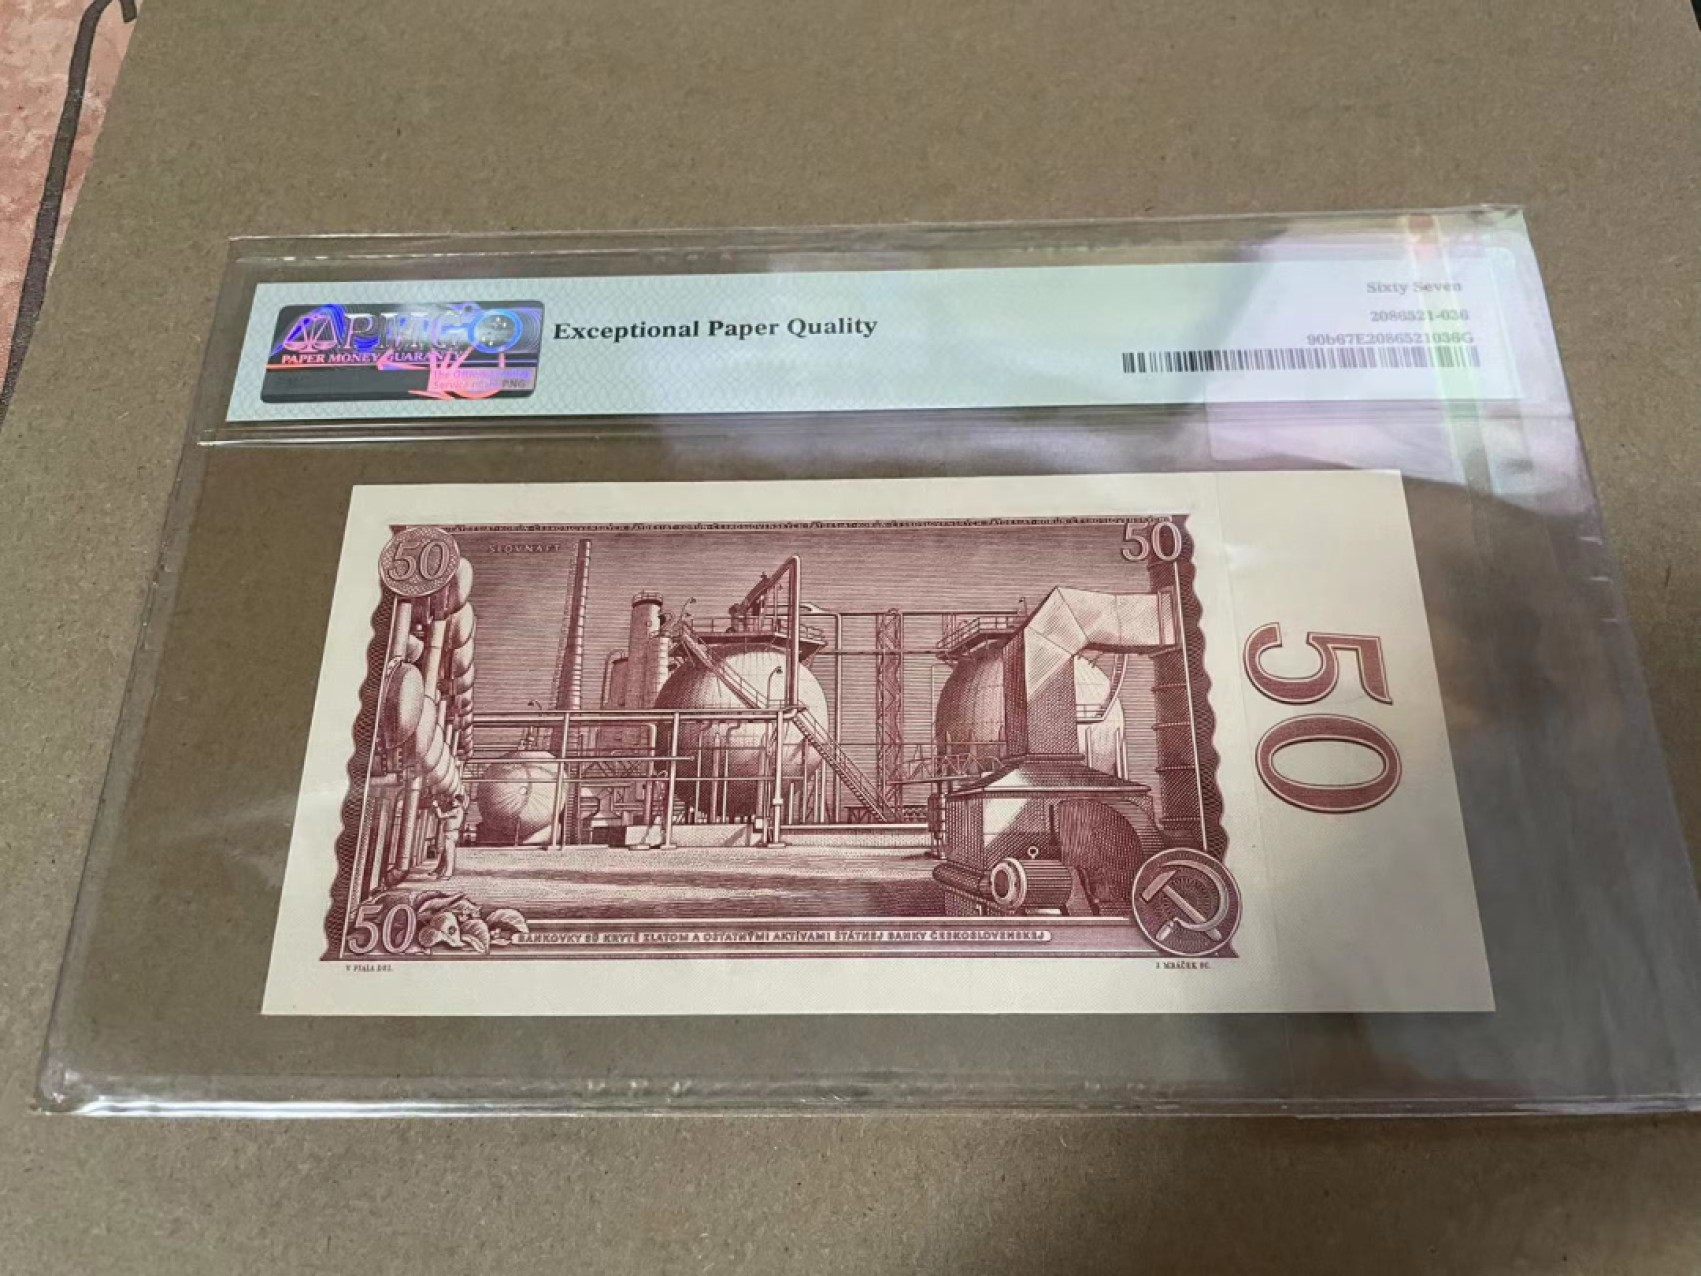 PMG
PAPER MONEY GUARANTY
Exceptional Paper Quality
Sixty Seven
2086521-036
90b67E2086521036G
50
SLOVNAFT
50
50
50
BANKOVKY SÚ KRYTÉ ZLATOM A OSTATNÝMI AKTÍVAMI ŠTÁTNEJ BANKY ČESKOSLOVENSKEJ
V. FIALA DEL.
J. MRÁČEK SC.